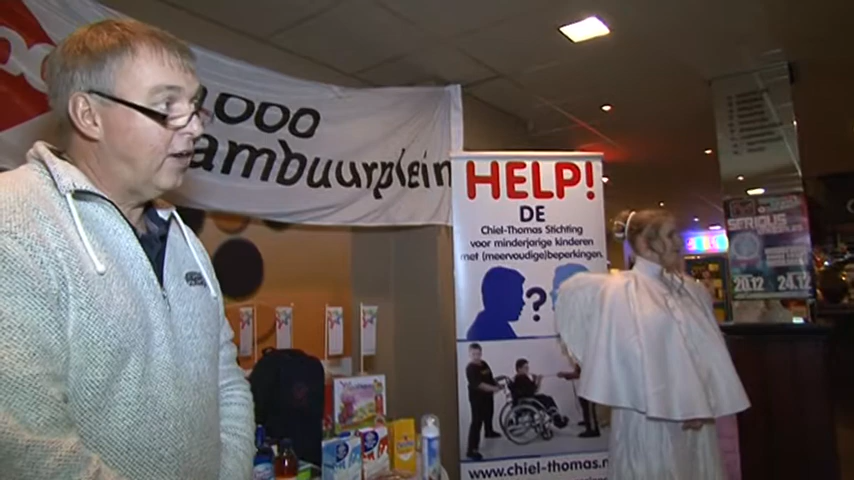 .000
ambuurplein
HELP!
DE
Chiel-Thomas Stichting
voor minderjarige kinderen
met (meervoudige)beperkingen.
?
www.chiel-thomas.n
SERIOUS
20.12
24.12